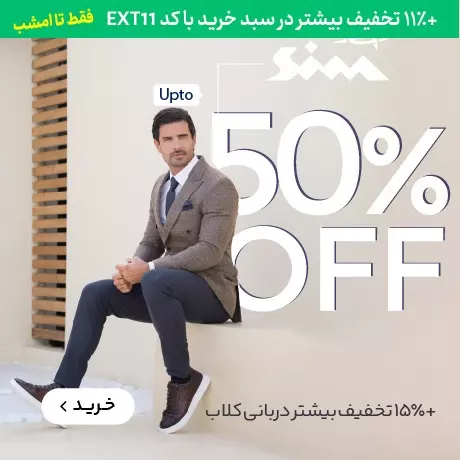 +۱۱٪ تخفیف بیشتر در سبد خرید با کد EXT11 فقط تا امشب
Upto
50%
OFF
خرید
+۱۵% تخفیف بیشتر در بانی کلاب